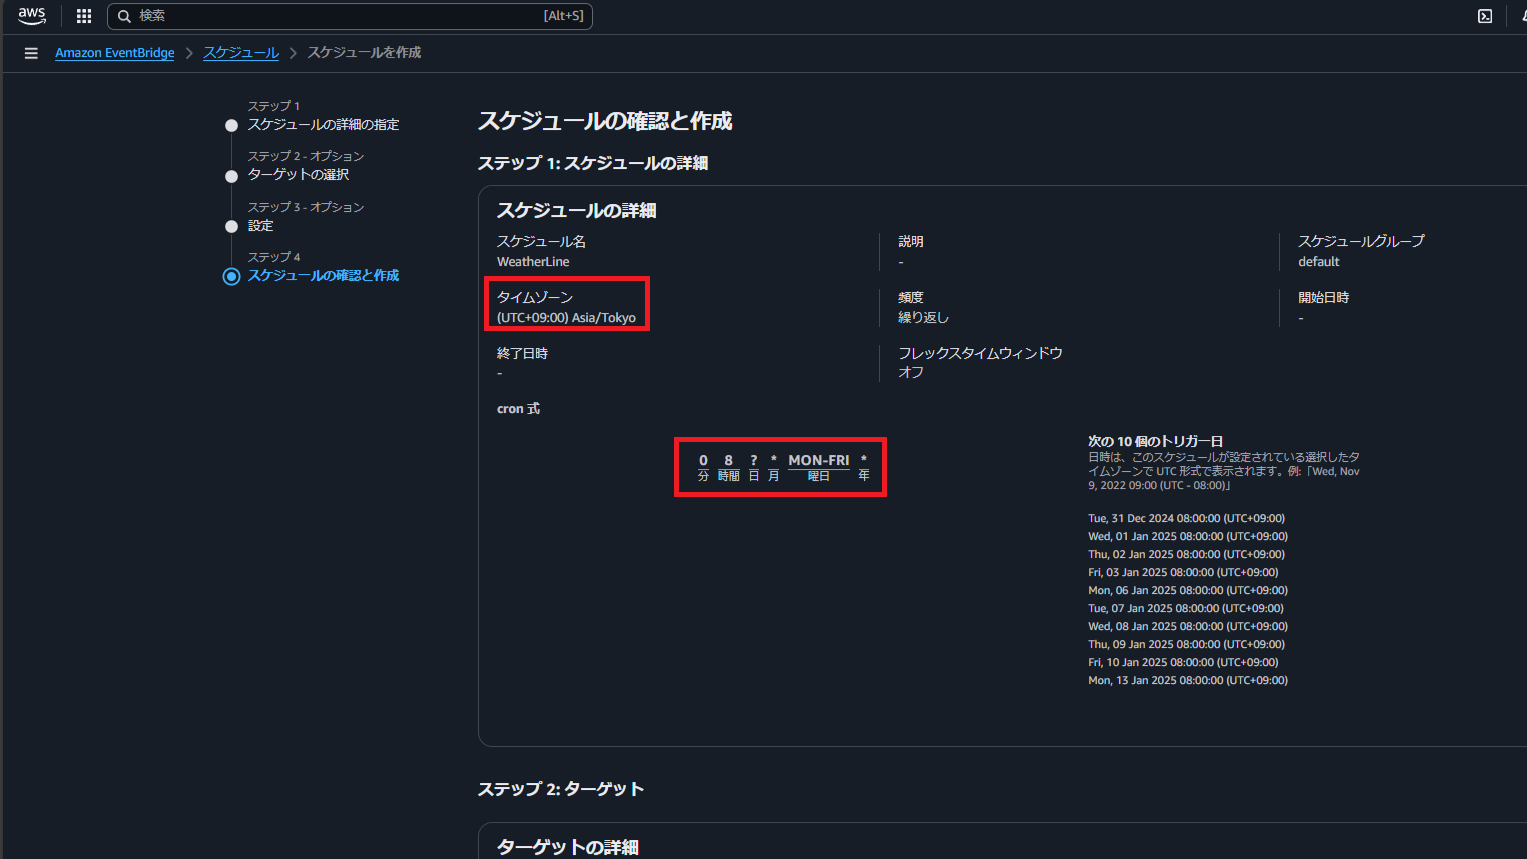 aws
検索
[Alt+S]
Amazon EventBridge
スケジュール
スケジュールを作成
ステップ 1
スケジュールの詳細の指定
ステップ 2 - オプション
ターゲットの選択
ステップ 3 - オプション
設定
ステップ 4
スケジュールの確認と作成
スケジュールの確認と作成
ステップ 1: スケジュールの詳細
スケジュールの詳細
スケジュール名
WeatherLine
説明
-
スケジュールグループ
default
タイムゾーン
(UTC+09:00) Asia/Tokyo
頻度
繰り返し
開始日時
-
終了日時
-
フレックスタイムウィンドウ
オフ
cron 式
0 8 ? * MON-FRI *
分 時間 日 月 曜日 年
次の 10 個のトリガー日
日時は、このスケジュールが設定されている選択したタ
イムゾーンで UTC 形式で表示されます。例:「Wed, Nov
9, 2022 09:00 (UTC - 08:00)」
Tue, 31 Dec 2024 08:00:00 (UTC+09:00)
Wed, 01 Jan 2025 08:00:00 (UTC+09:00)
Thu, 02 Jan 2025 08:00:00 (UTC+09:00)
Fri, 03 Jan 2025 08:00:00 (UTC+09:00)
Mon, 06 Jan 2025 08:00:00 (UTC+09:00)
Tue, 07 Jan 2025 08:00:00 (UTC+09:00)
Wed, 08 Jan 2025 08:00:00 (UTC+09:00)
Thu, 09 Jan 2025 08:00:00 (UTC+09:00)
Fri, 10 Jan 2025 08:00:00 (UTC+09:00)
Mon, 13 Jan 2025 08:00:00 (UTC+09:00)
ステップ 2: ターゲット
ターゲットの詳細